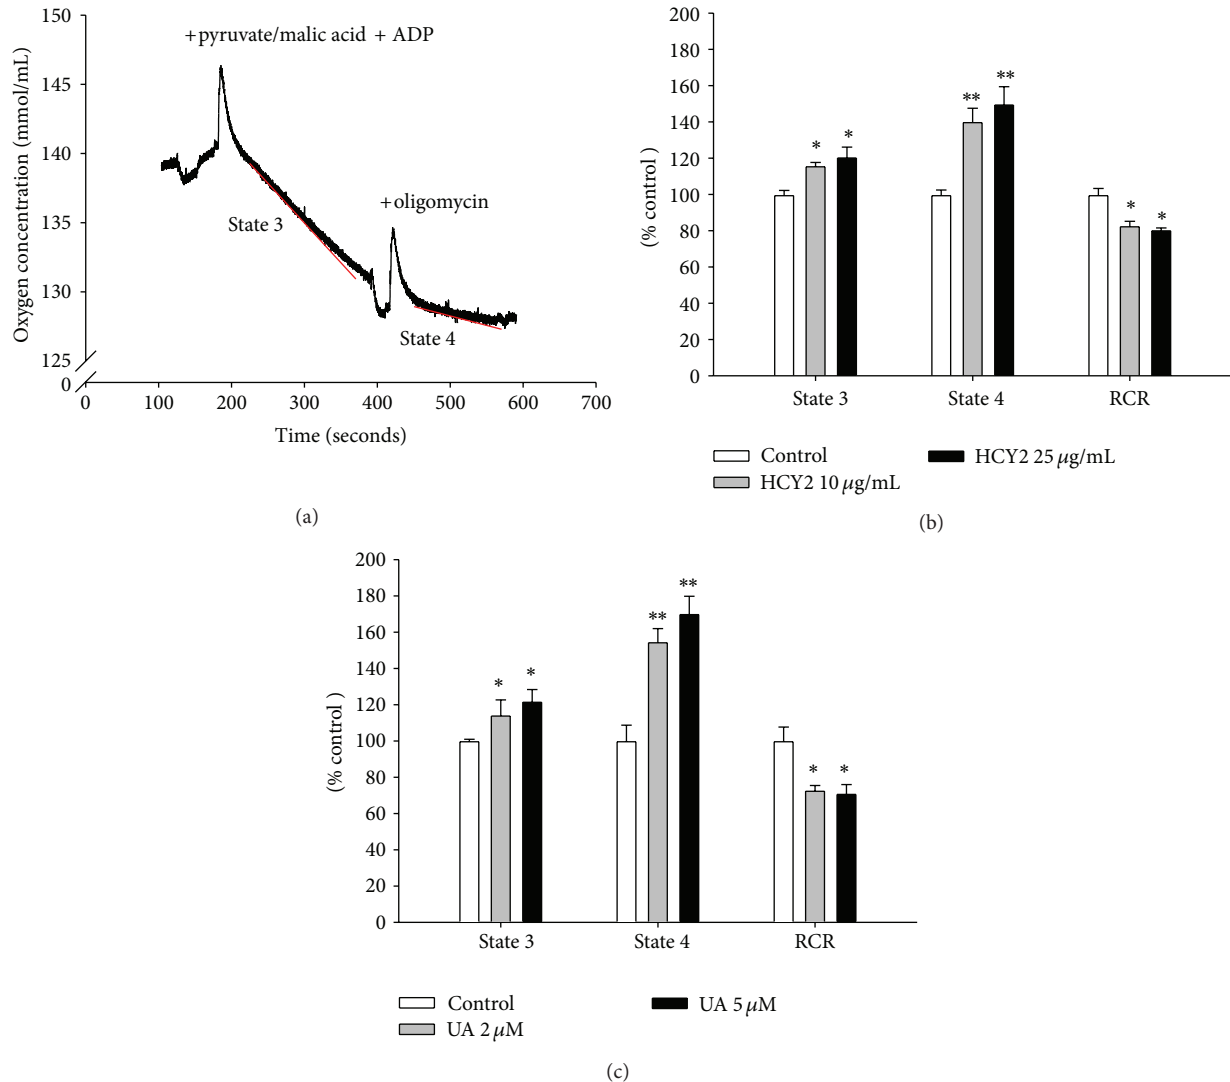 150
145
140
135
130
125
0
Oxygen concentration (mmol/mL)
+pyruvate/malic acid + ADP
State 3
+oligomycin
State 4
0 100 200 300 400 500 600 700
Time (seconds)
(a)
200
180
160
140
120
100
80
60
40
20
0
(% control)
* * ** ** * *
State 3 State 4 RCR
Control HCY2 25 μg/mL
HCY2 10 μg/mL
(b)
200
180
160
140
120
100
80
60
40
20
0
(% control )
* * ** ** * *
State 3 State 4 RCR
Control UA 5 μM
UA 2 μM
(c)